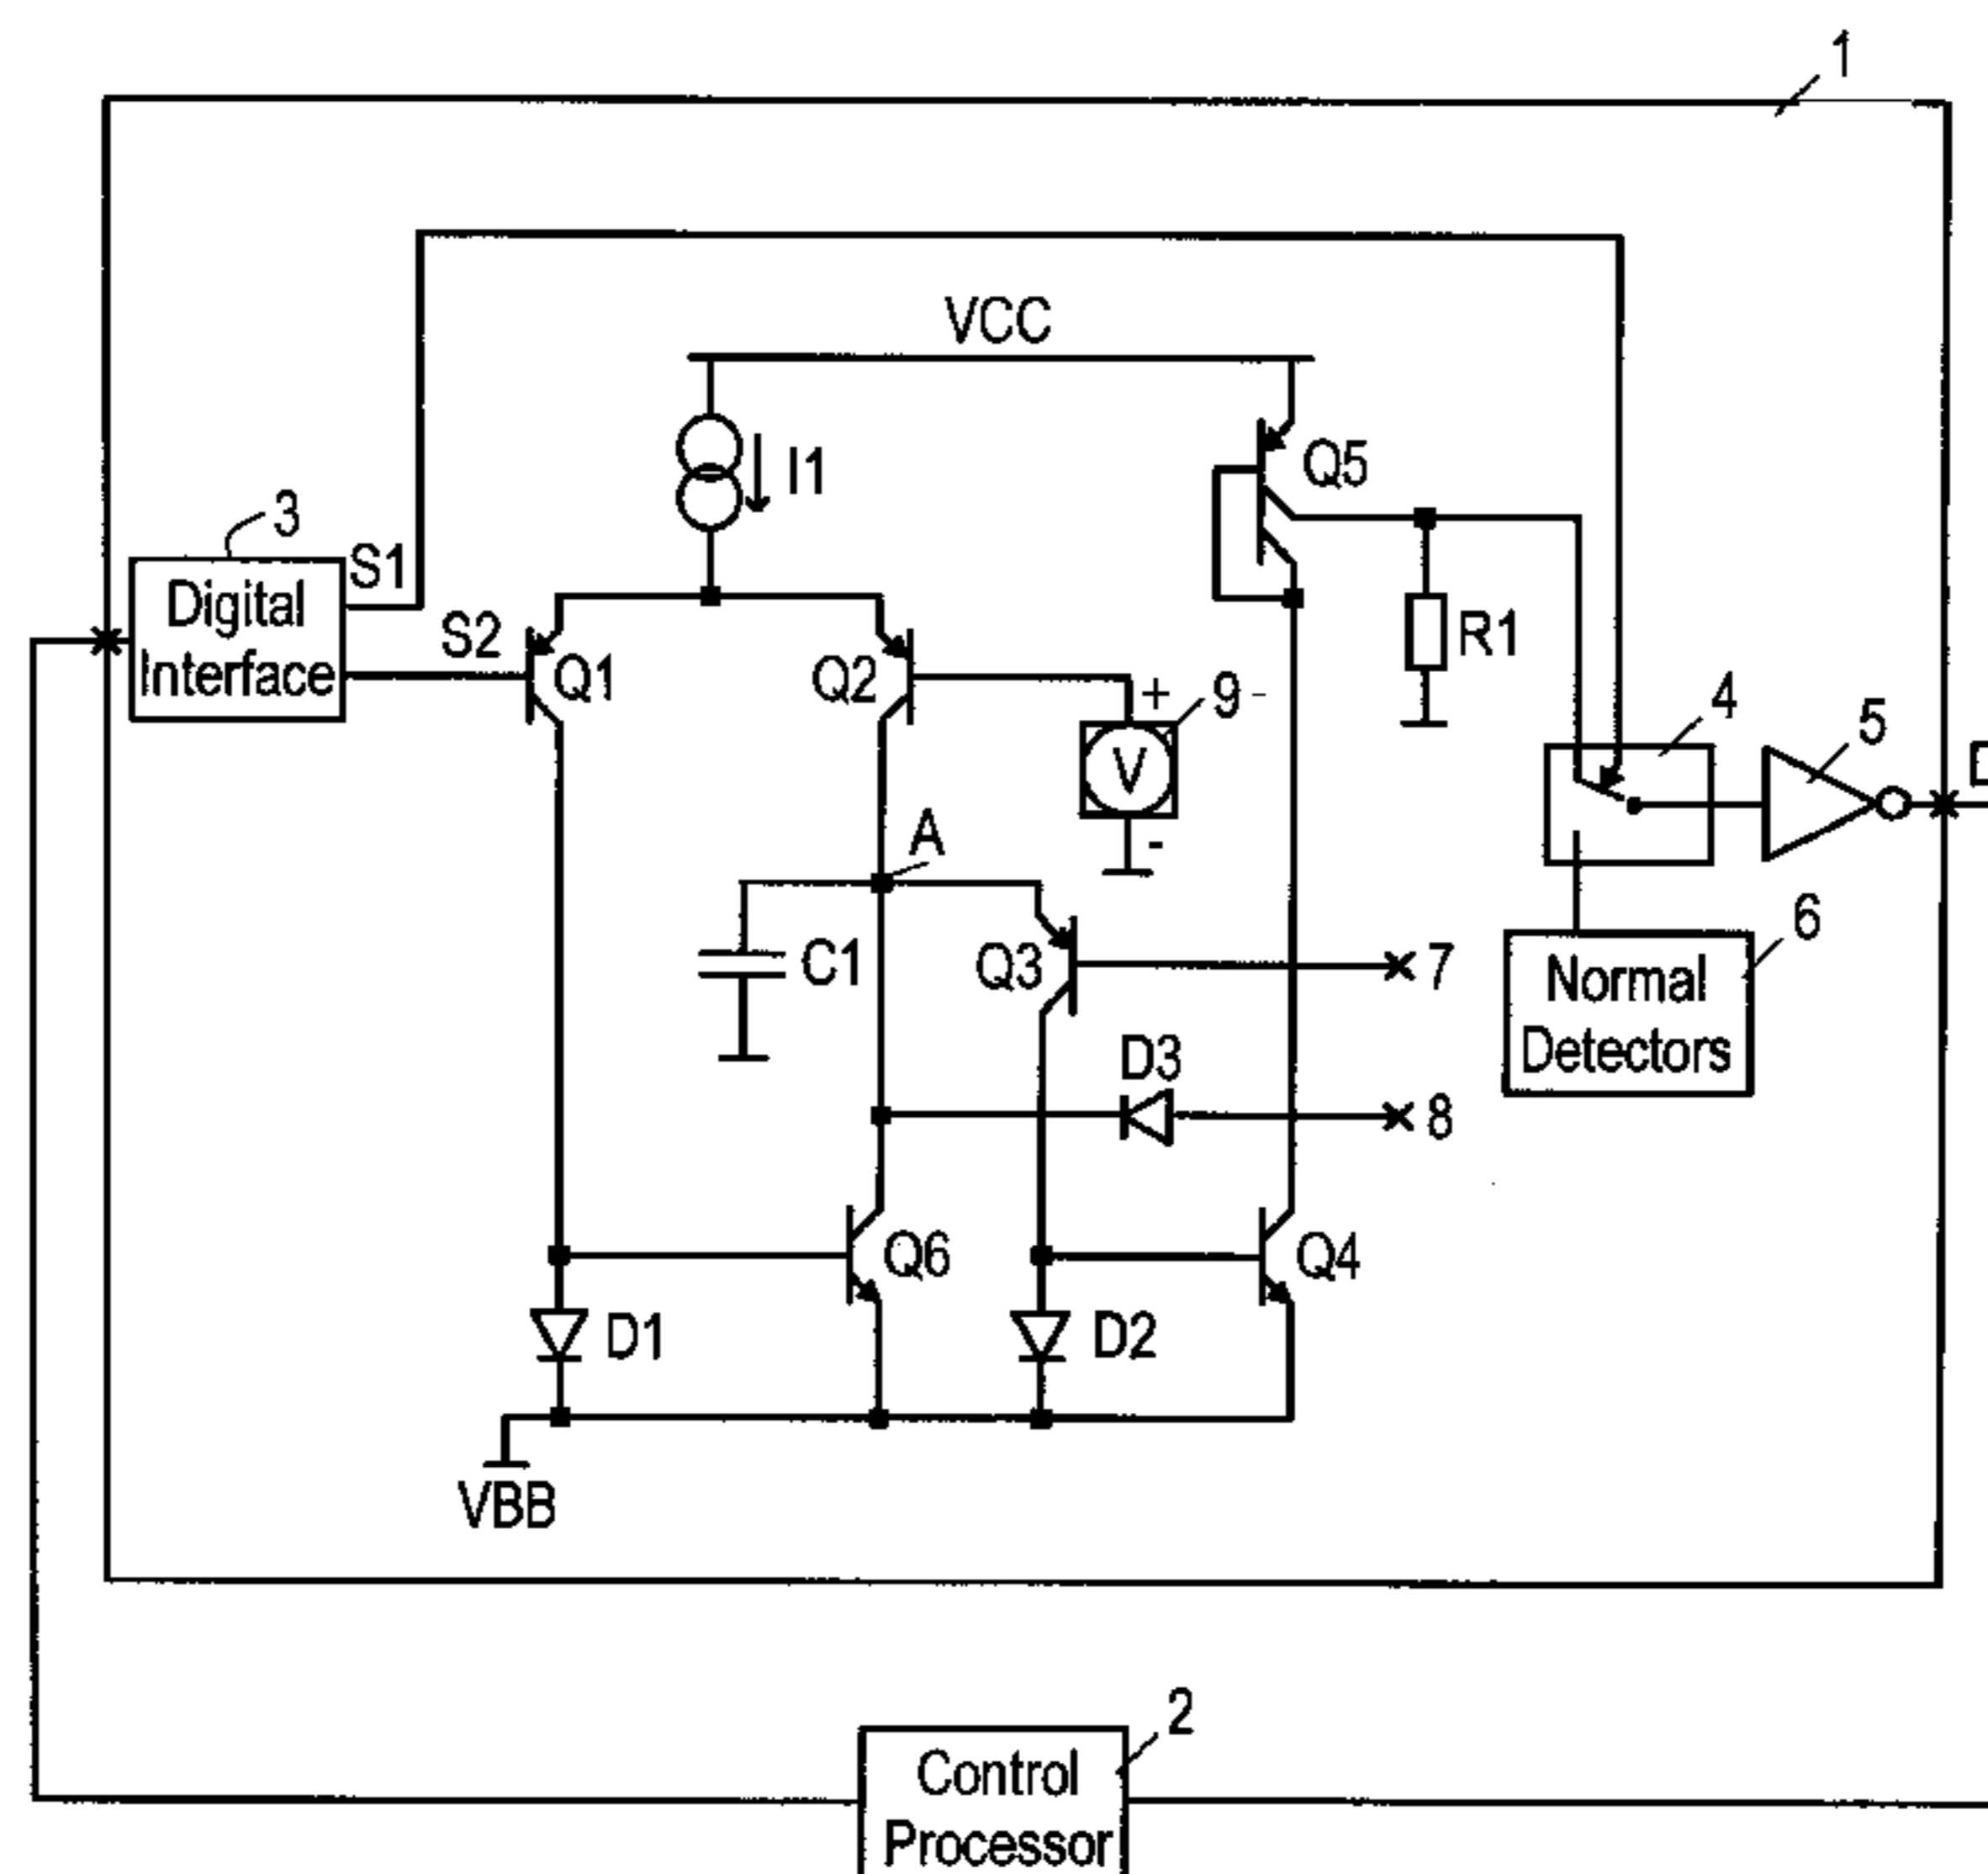 1
VCC
I1
Q5
3
S1
Digital
Interface
S2
Q1
Q2
R1
+
9
4
5
V
-
A
6
C1
Q3
7
Normal
Detectors
D3
8
Q6
Q4
D1
D2
VBB
2
Control
Processor